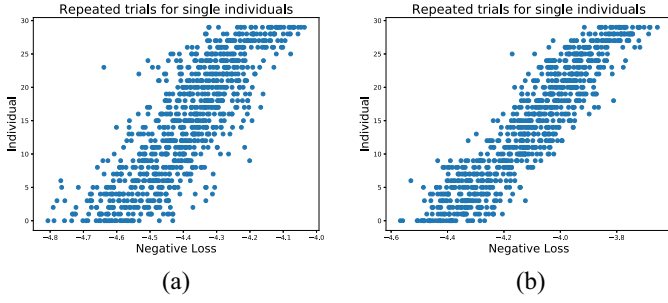 Repeated trials for single individuals
30
25
20
15
10
5
0
Individual
−4.8 −4.7 −4.6 −4.5 −4.4 −4.3 −4.2 −4.1 −4.0
Negative Loss
(a)
Repeated trials for single individuals
30
25
20
15
10
5
0
Individual
−4.6 −4.4 −4.2 −4.0 −3.8
Negative Loss
(b)